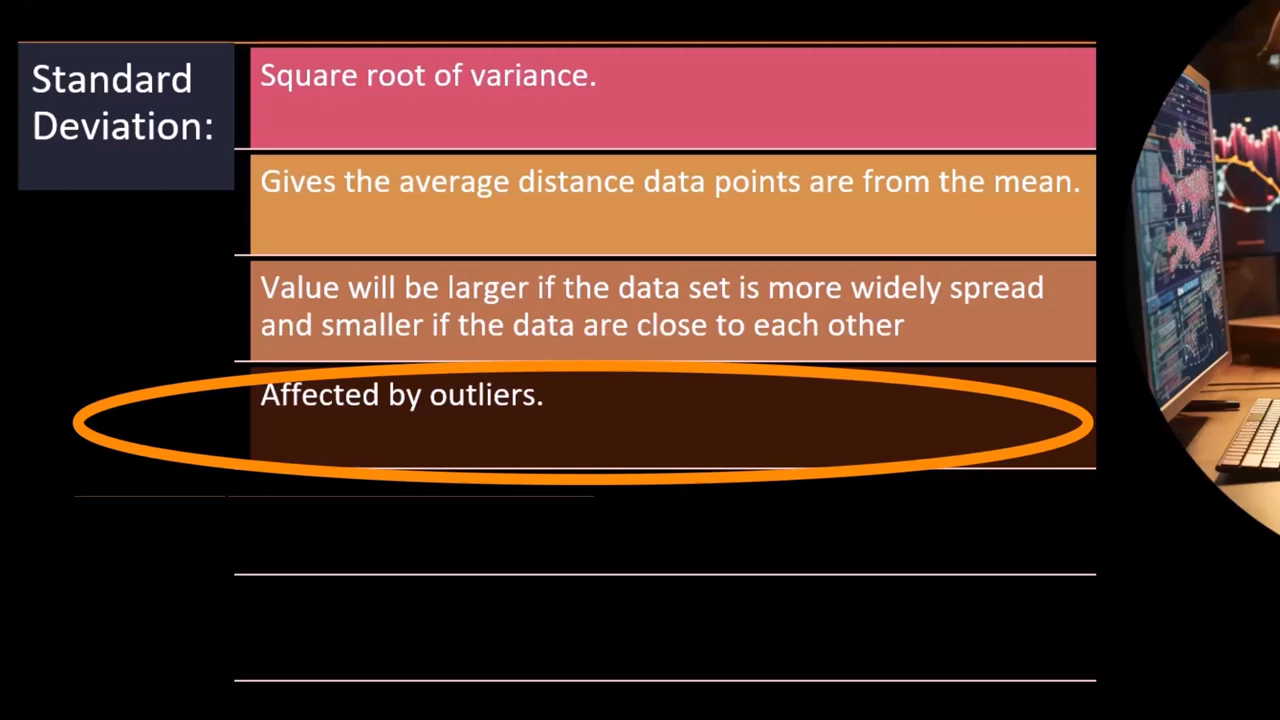 Standard
Deviation:
Square root of variance.
Gives the average distance data points are from the mean.
Value will be larger if the data set is more widely spread
and smaller if the data are close to each other
Affected by outliers.